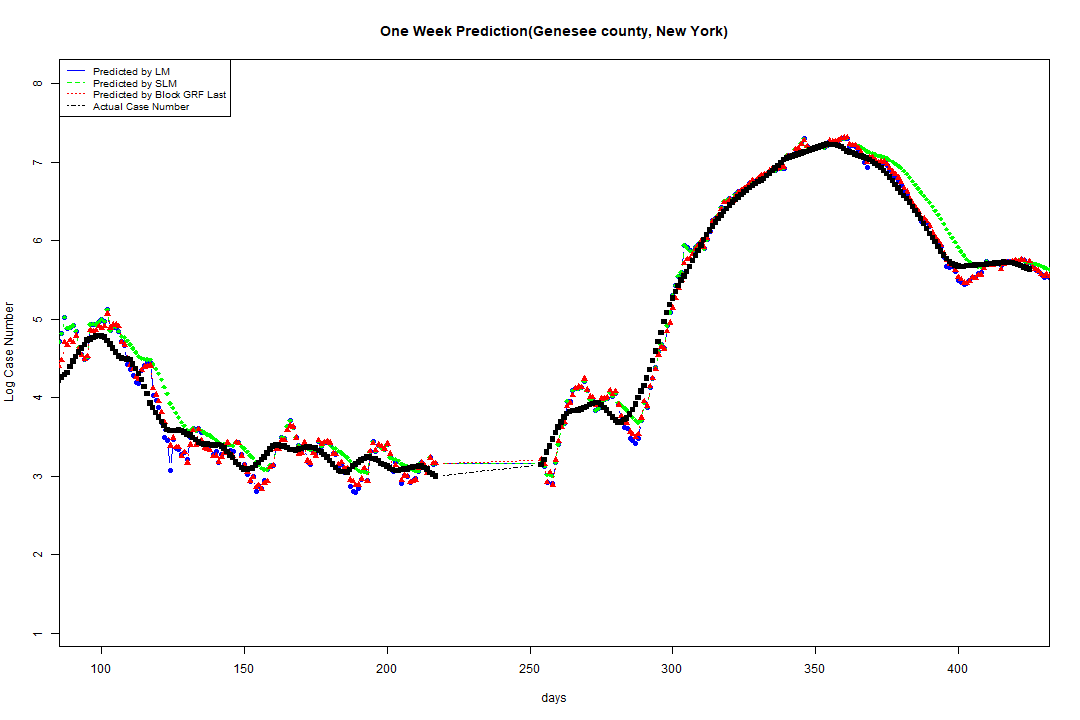 One Week Prediction(Genesee county, New York)
Predicted by LM
Predicted by SLM
Predicted by Block GRF Last
Actual Case Number
Log Case Number
8
7
6
5
4
3
2
1
100 150 200 250 300 350 400
days